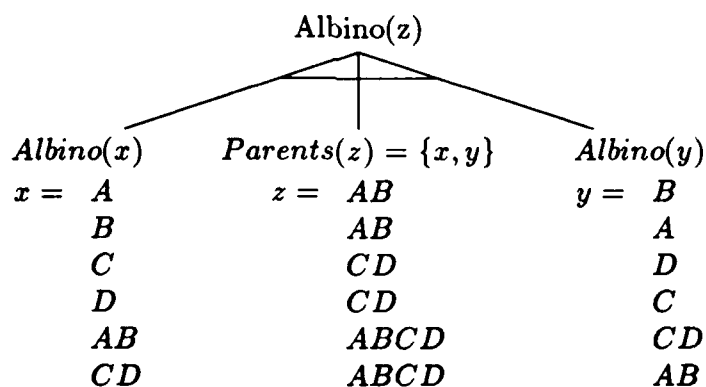 Albino(z)
Albino(x) Parents(z) = {x, y} Albino(y)
x = A z = AB y = B
B AB A
C CD D
D CD C
AB ABCD CD
CD ABCD AB